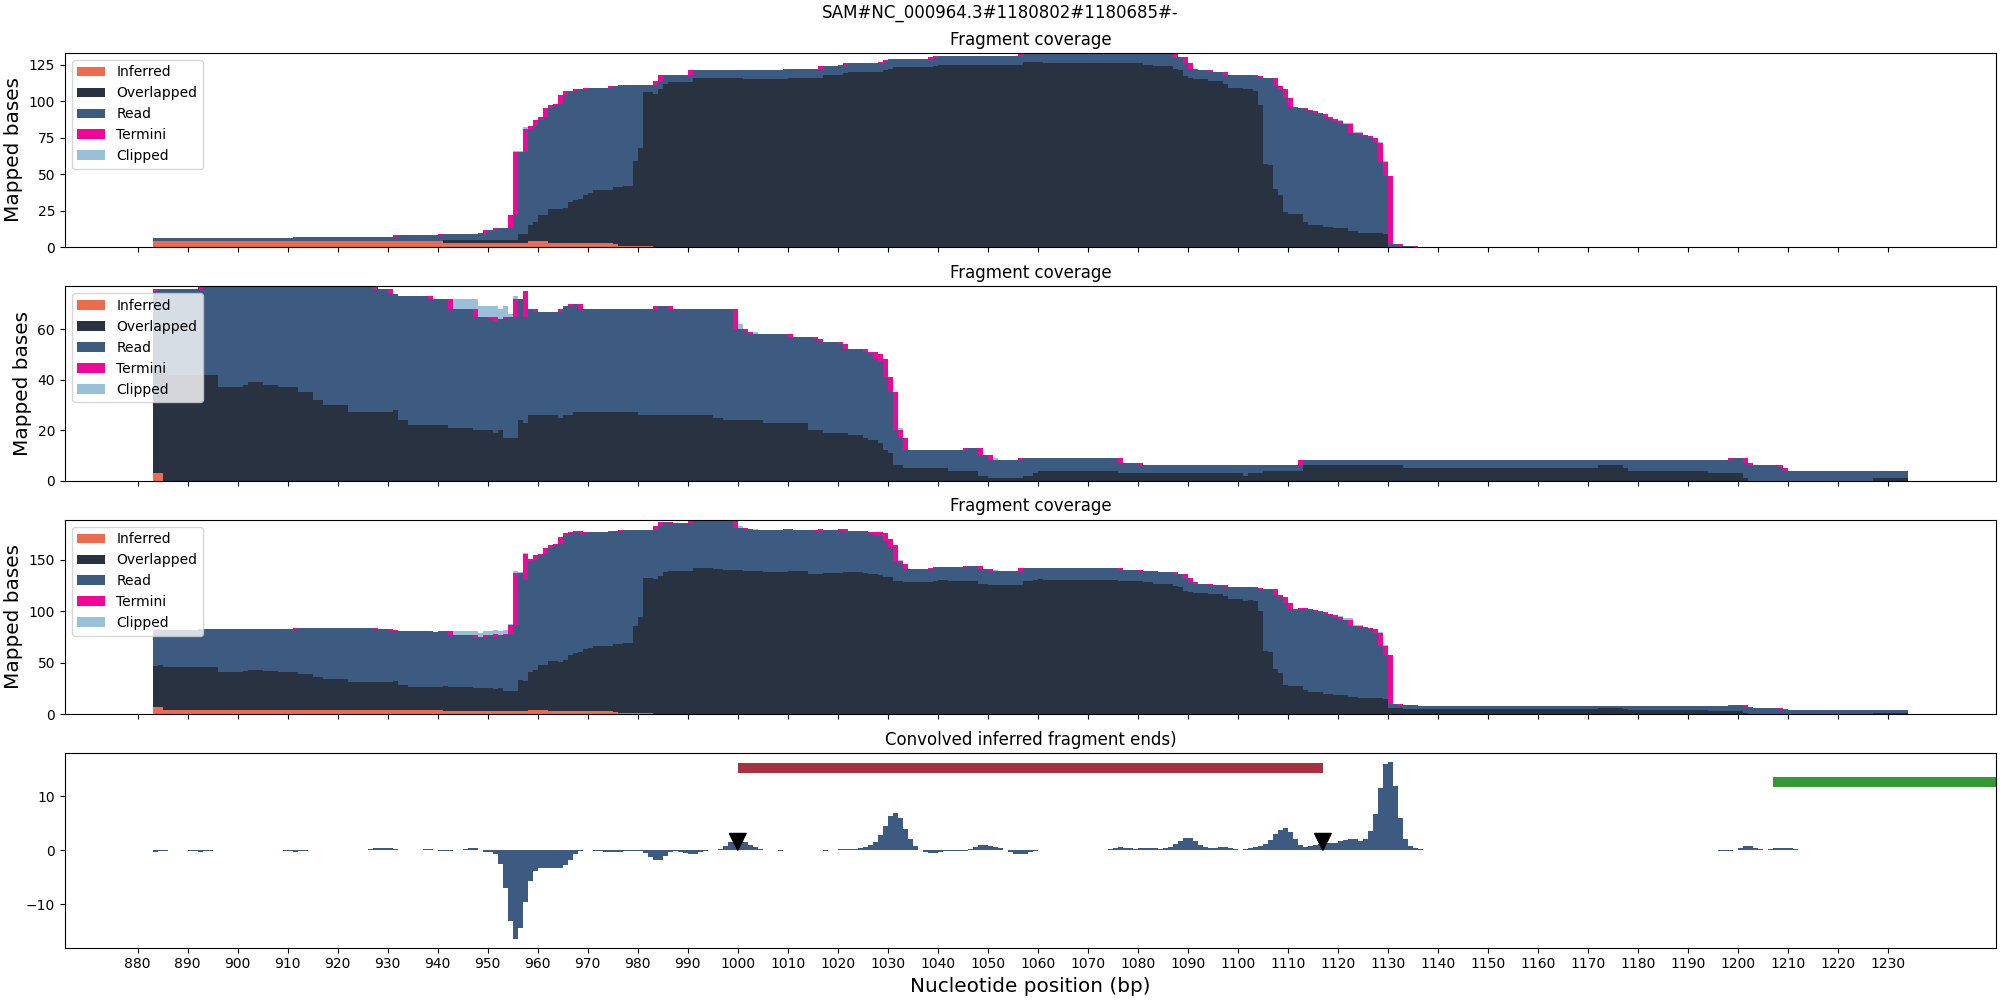 SAM#NC_000964.3#1180802#1180685#-
Fragment coverage
Mapped bases
125
100
75
50
25
0
Inferred
Overlapped
Read
Termini
Clipped
Fragment coverage
Mapped bases
60
40
20
0
Inferred
Overlapped
Read
Termini
Clipped
Fragment coverage
Mapped bases
150
100
50
0
Inferred
Overlapped
Read
Termini
Clipped
Convolved inferred fragment ends)
10
0
−10
880 890 900 910 920 930 940 950 960 970 980 990 1000 1010 1020 1030 1040 1050 1060 1070 1080 1090 1100 1110 1120 1130 1140 1150 1160 1170 1180 1190 1200 1210 1220 1230
Nucleotide position (bp)